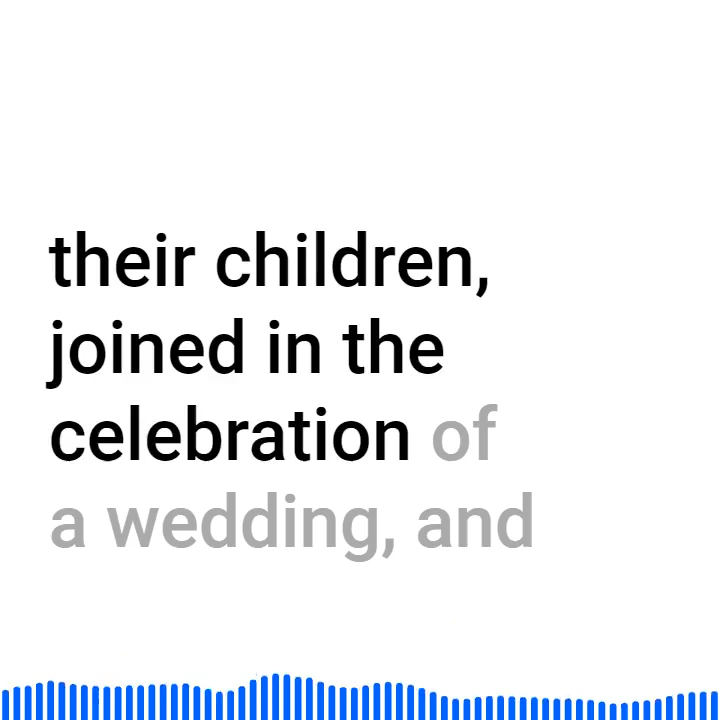 their children,
joined in the
celebration of
a wedding, and